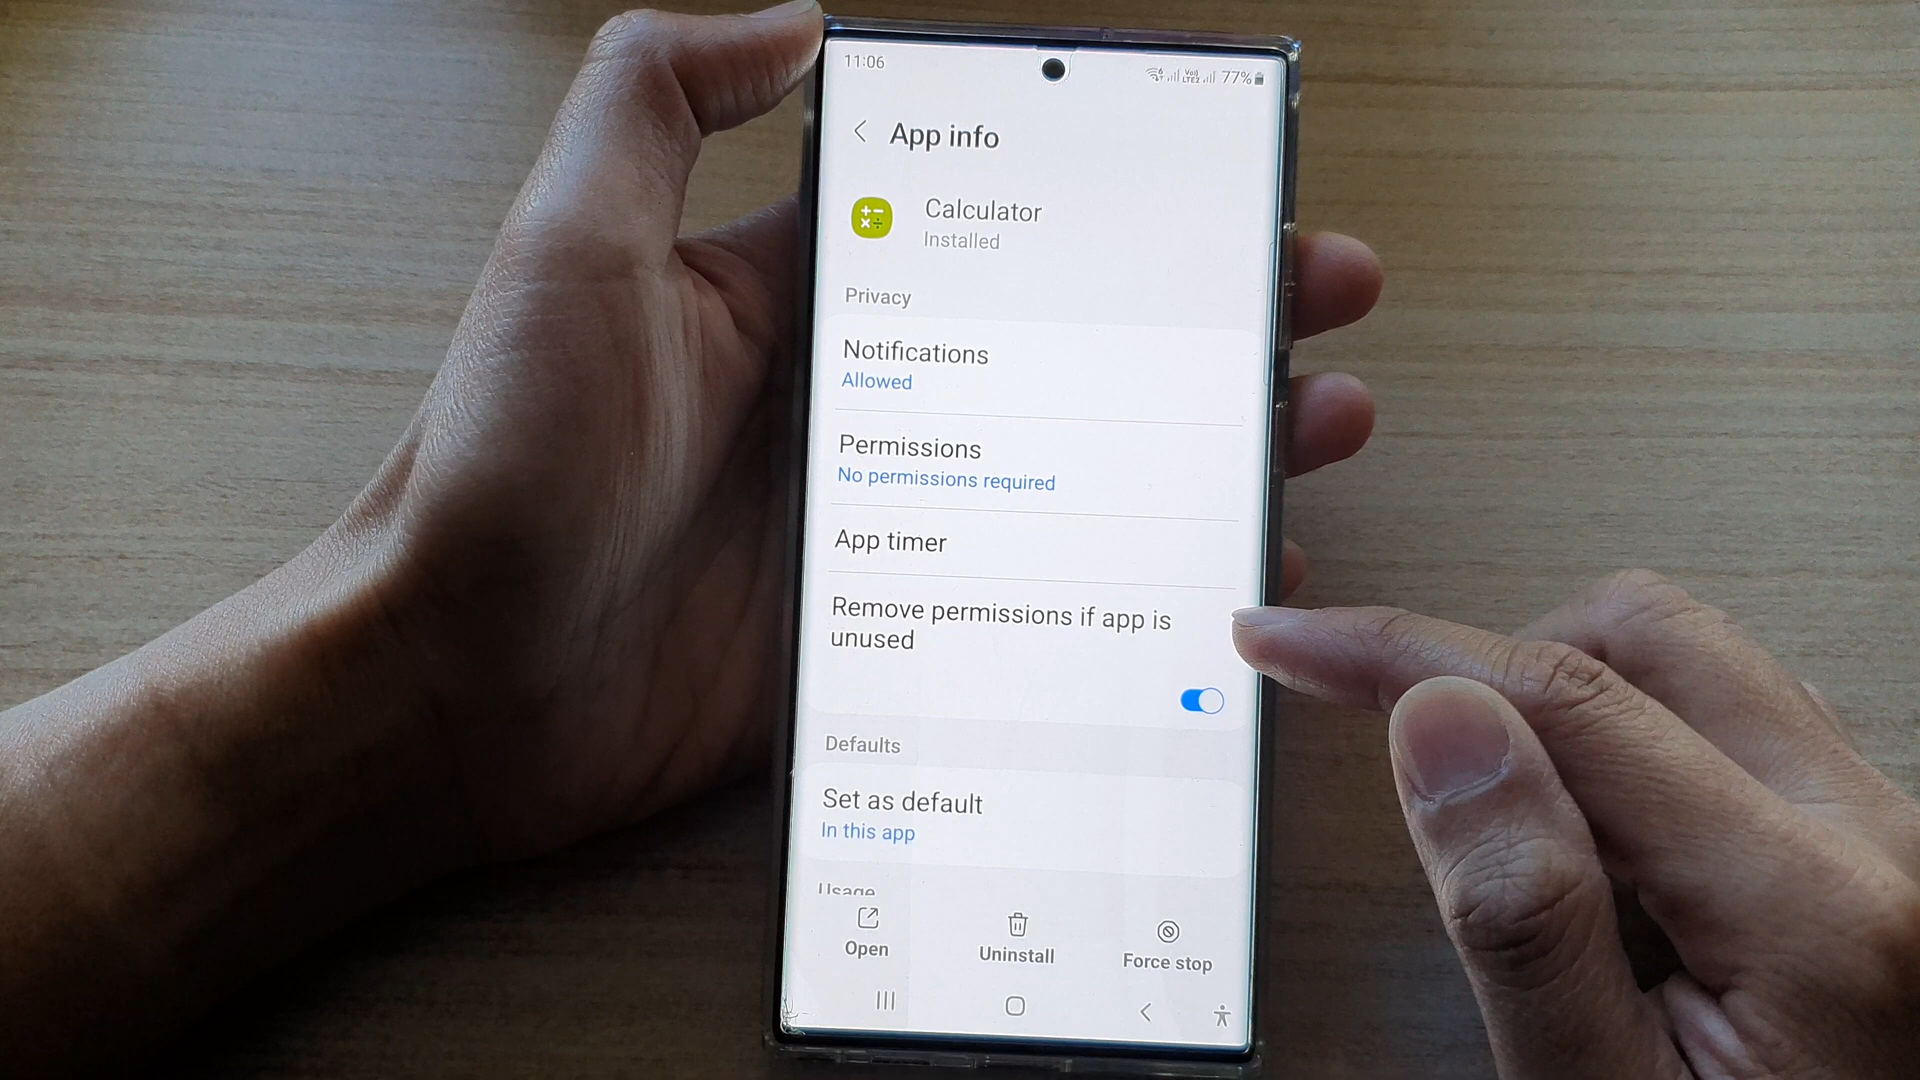 11:06
77%
App info
Calculator
Installed
Privacy
Notifications
Allowed
Permissions
No permissions required
App timer
Remove permissions if app is
unused
Defaults
Set as default
In this app
Usage
Open
Uninstall
Force stop